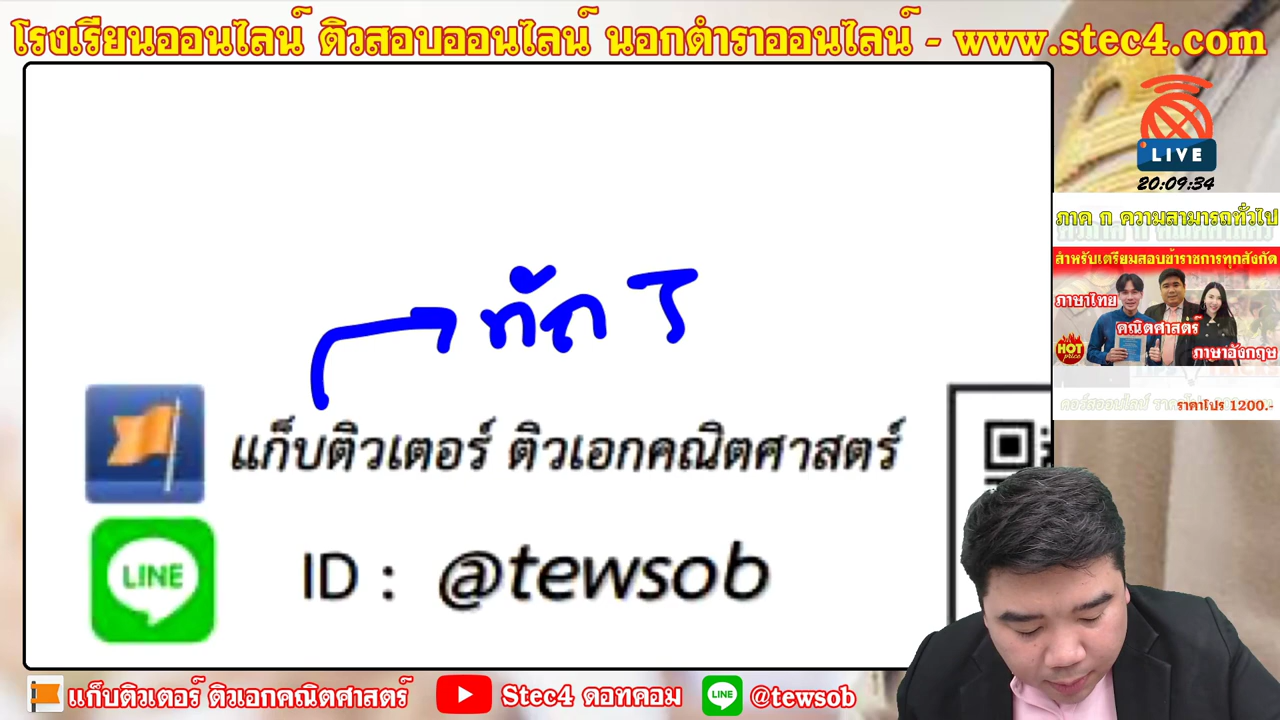 โรงเรียนออนไลน์ ติวสอบออนไลน์ นอกตำราออนไลน์ - www.stec4.com
LIVE
20:09:34
ภาค ก ความสามารถทั่วไป
สำหรับเตรียมสอบข้าราชการทุกสังกัด
ภาษาไทย
คณิตศาสตร์
ภาษาอังกฤษ
HOT
price
ราคาโปร 1200.-
ทัก
แก็บติวเตอร์ ติวเอกคณิตศาสตร์
LINE
ID : @tewsob
แก็บติวเตอร์ ติวเอกคณิตศาสตร์
Stec4 ดอทคอม
LINE
@tewsob